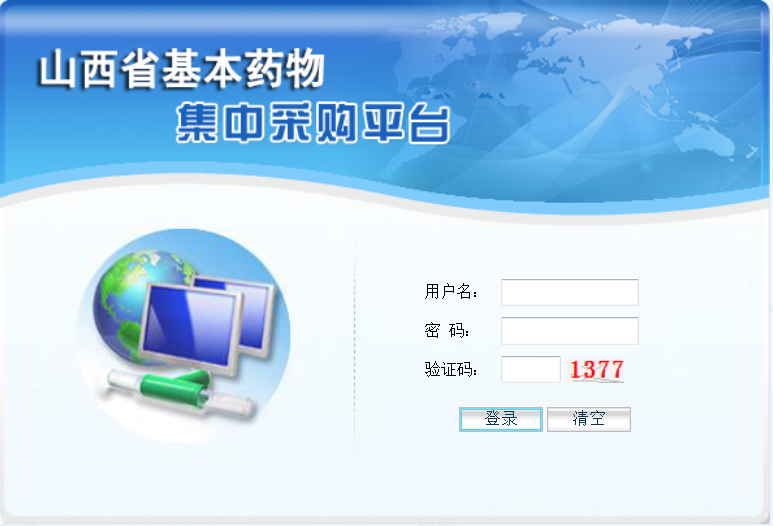 山西省基本药物
集中采购平台
用户名：
密 码：
验证码： 1377
登录 清空